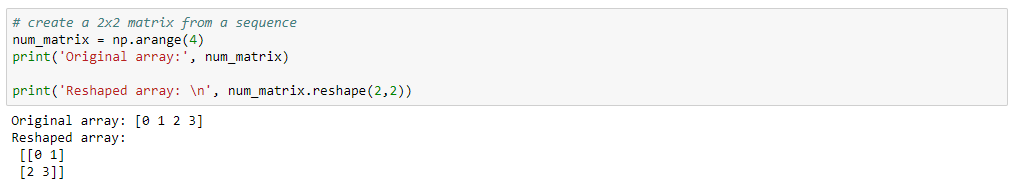 # create a 2x2 matrix from a sequence
num_matrix = np.arange(4)
print('Original array:', num_matrix)
print('Reshaped array: \n', num_matrix.reshape(2,2))
Original array: [0 1 2 3]
Reshaped array:
 [[0 1]
 [2 3]]